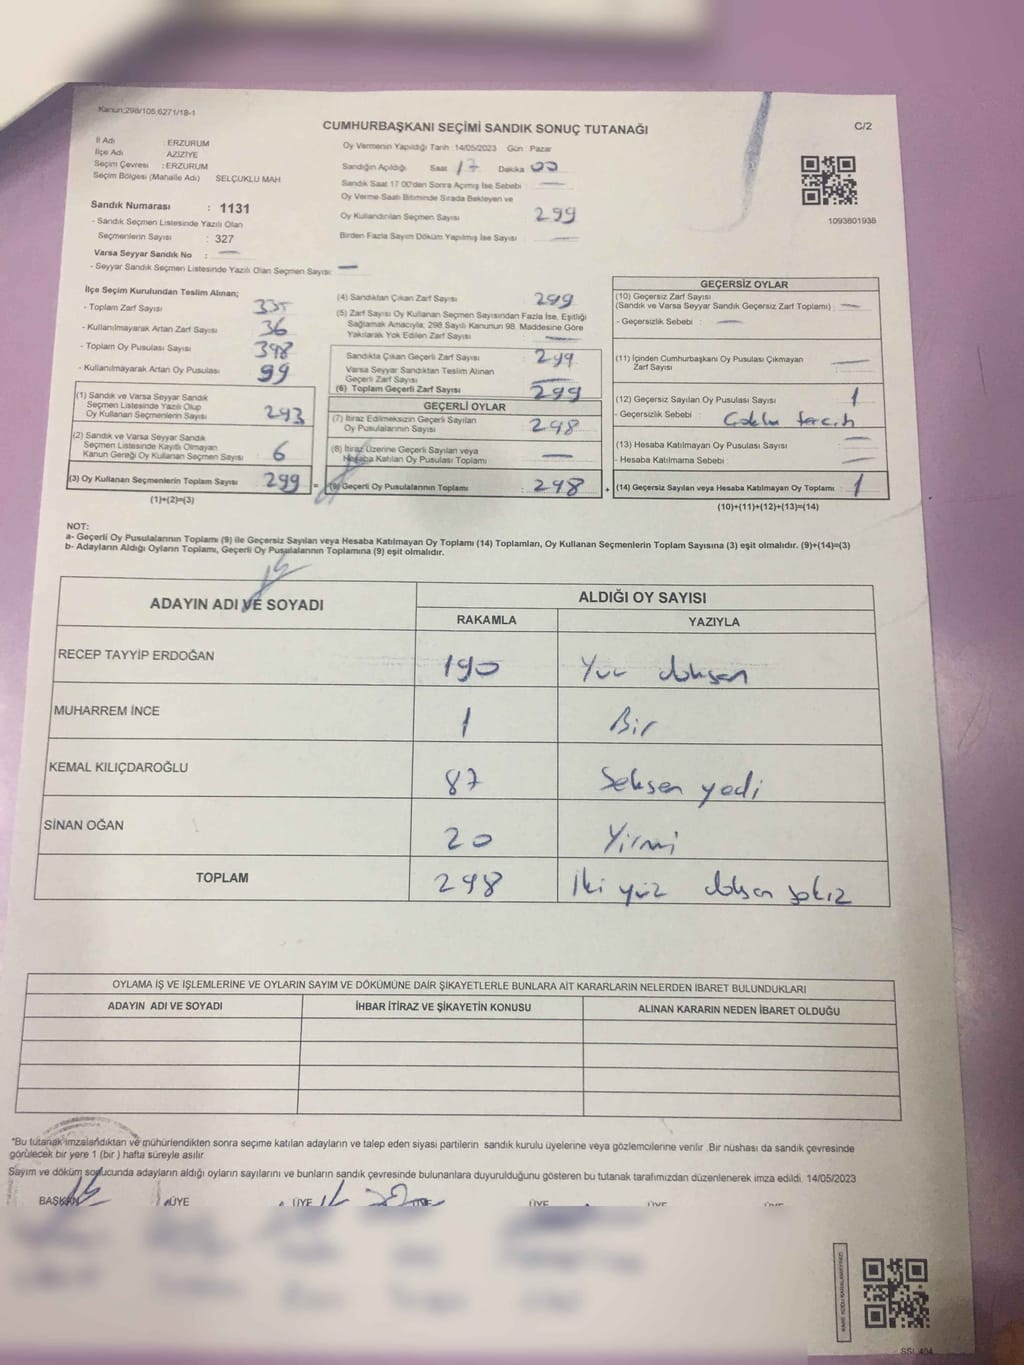 Kanun:298/105,6271/18-1
CUMHURBAŞKANI SEÇİMİ SANDIK SONUÇ TUTANAĞI
C/2
İl Adı ERZURUM
İlçe Adı AZİZİYE
Seçim Çevresi : ERZURUM
Seçim Bölgesi (Mahalle Adı) SELÇUKLU MAH
Sandık Numarası : 1131
- Sandık Seçmen Listesinde Yazılı Olan
Seçmenlerin Sayısı : 327
Varsa Seyyar Sandık No : —
- Seyyar Sandık Seçmen Listesinde Yazılı Olan Seçmen Sayısı: —
Oy Vermenin Yapıldığı Tarih :14/05/2023 Gün : Pazar
Sandığın Açıldığı Saat 17 Dakika 00
Sandık Saat 17:00'den Sonra Açımış İse Sebebi : —
Oy Verme Saati Bitiminde Sırada Bekleyen ve
Oy Kullandırılan Seçmen Sayısı 299
Birden Fazla Sayım Döküm Yapılmış İse Sayısı : —
1093801938
İlçe Seçim Kurulundan Teslim Alınan;
- Toplam Zarf Sayısı 335
- Kullanılmayarak Artan Zarf Sayısı 36
- Toplam Oy Pusulası Sayısı 398
- Kullanılmayarak Artan Oy Pusulası 99
(1) Sandık ve Varsa Seyyar Sandık
Seçmen Listesinde Yazılı Olup
Oy Kullanan Seçmenlerin Sayısı : 293
(2) Sandık ve Varsa Seyyar Sandık
Seçmen Listesinde Kayıtlı Olmayan
Kanun Gereği Oy Kullanan Seçmen Sayısı : 6
(3) Oy Kullanan Seçmenlerin Toplam Sayısı : 299 =
(1)+(2)=(3)
(4) Sandıktan Çıkan Zarf Sayısı : 299
(5) Zarf Sayısı Oy Kullanan Seçmen Sayısından Fazla İse, Eşitliği
Sağlamak Amacıyla; 298 Sayılı Kanunun 98. Maddesine Göre
Yakılarak Yok Edilen Zarf Sayısı : —
Sandıkta Çıkan Geçerli Zarf Sayısı : 299
Varsa Seyyar Sandıktan Teslim Alınan
Geçerli Zarf Sayısı : —
(6) Toplam Geçerli Zarf Sayısı : 299
GEÇERLİ OYLAR
(7) İtiraz Edilmeksizin Geçerli Sayılan
Oy Pusulalarının Sayısı : 298
(8) İtiraz Üzerine Geçerli Sayılan veya
Hesaba Katılan Oy Pusulası Toplamı : —
(9) Geçerli Oy Pusulalarının Toplamı : 298 +
GEÇERSİZ OYLAR
(10) Geçersiz Zarf Sayısı
(Sandık ve Varsa Seyyar Sandık Geçersiz Zarf Toplamı) : —
- Geçersizlik Sebebi : —
(11) İçinden Cumhurbaşkanı Oy Pusulası Çıkmayan
Zarf Sayısı : —
(12) Geçersiz Sayılan Oy Pusulası Sayısı : 1
- Geçersizlik Sebebi : Çoklu tercih
(13) Hesaba Katılmayan Oy Pusulası Sayısı : —
- Hesaba Katılmama Sebebi : —
(14) Geçersiz Sayılan veya Hesaba Katılmayan Oy Toplamı : 1
(10)+(11)+(12)+(13)=(14)
NOT:
a- Geçerli Oy Pusulalarının Toplamı (9) ile Geçersiz Sayılan veya Hesaba Katılmayan Oy Toplamı (14) Toplamları, Oy Kullanan Seçmenlerin Toplam Sayısına (3) eşit olmalıdır. (9)+(14)=(3)
b- Adayların Aldığı Oyların Toplamı, Geçerli Oy Pusulalarının Toplamına (9) eşit olmalıdır.
ADAYIN ADI VE SOYADI
ALDIĞI OY SAYISI
RAKAMLA YAZIYLA
RECEP TAYYİP ERDOĞAN 190 Yüz doksan
MUHARREM İNCE 1 Bir
KEMAL KILIÇDAROĞLU 87 Seksen yedi
SİNAN OĞAN 20 Yirmi
TOPLAM 298 İki yüz doksan sekiz
OYLAMA İŞ VE İŞLEMLERİNE VE OYLARIN SAYIM VE DÖKÜMÜNE DAİR ŞİKAYETLERLE BUNLARA AİT KARARLARIN NELERDEN İBARET BULUNDUKLARI
ADAYIN ADI VE SOYADI İHBAR İTİRAZ VE ŞİKAYETİN KONUSU ALINAN KARARIN NEDEN İBARET OLDUĞU
*Bu tutanak imzalandıktan ve mühürlendikten sonra seçime katılan adayların ve talep eden siyasi partilerin sandık kurulu üyelerine veya gözlemcilerine verilir. Bir nüshası da sandık çevresinde
görülecek bir yere 1 (bir ) hafta süreyle asılır.
Sayım ve döküm sonucunda adayların aldığı oyların sayılarını ve bunların sandık çevresinde bulunanlara duyurulduğunu gösteren bu tutanak tarafımızdan düzenlenerek imza edildi. 14/05/2023
BAŞKAN ÜYE ÜYE ÜYE ÜYE ÜYE ÜYE